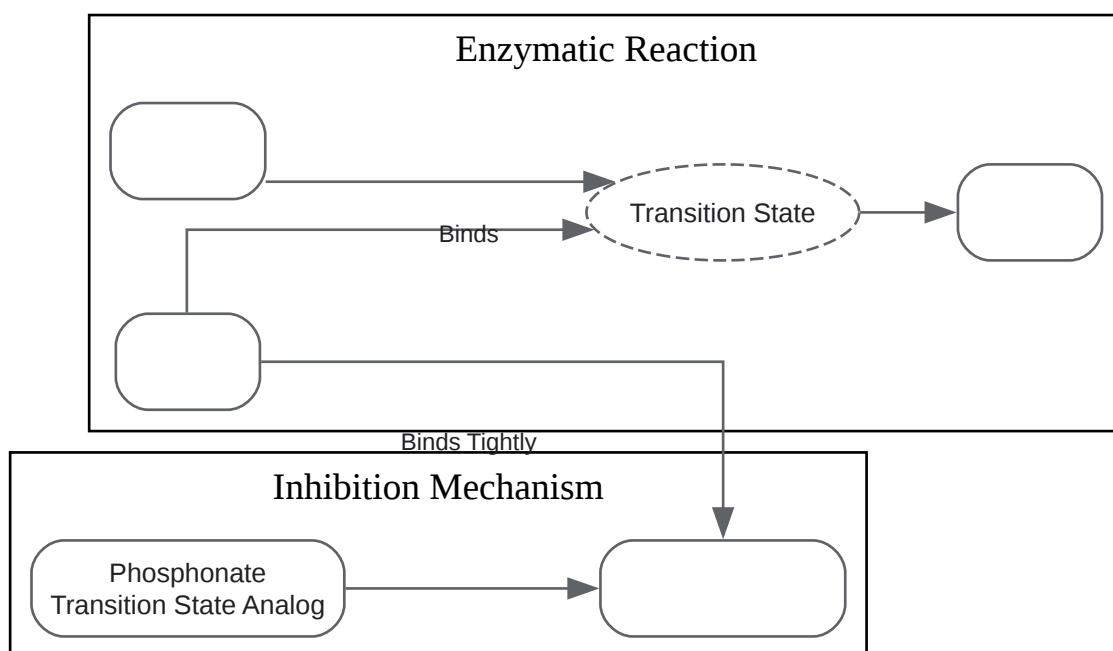 Enzymatic Reaction
Transition State
Binds
Binds Tightly
Inhibition Mechanism
Phosphonate
Transition State Analog